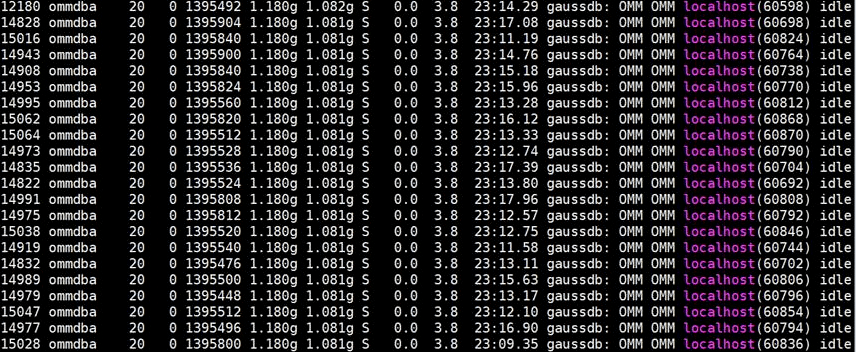 12180 ommdba 20 0 1395492 1.180g 1.082g S 0.0 3.8 23:14.29 gaussdb: OMM OMM localhost(60598) idle
14828 ommdba 20 0 1395904 1.180g 1.081g S 0.0 3.8 23:17.08 gaussdb: OMM OMM localhost(60698) idle
15016 ommdba 20 0 1395840 1.180g 1.081g S 0.0 3.8 23:11.19 gaussdb: OMM OMM localhost(60824) idle
14943 ommdba 20 0 1395900 1.180g 1.081g S 0.0 3.8 23:14.76 gaussdb: OMM OMM localhost(60764) idle
14908 ommdba 20 0 1395840 1.180g 1.081g S 0.0 3.8 23:15.18 gaussdb: OMM OMM localhost(60738) idle
14953 ommdba 20 0 1395824 1.180g 1.081g S 0.0 3.8 23:15.96 gaussdb: OMM OMM localhost(60770) idle
14995 ommdba 20 0 1395560 1.180g 1.081g S 0.0 3.8 23:13.28 gaussdb: OMM OMM localhost(60812) idle
15062 ommdba 20 0 1395820 1.180g 1.081g S 0.0 3.8 23:16.12 gaussdb: OMM OMM localhost(60868) idle
15064 ommdba 20 0 1395512 1.180g 1.081g S 0.0 3.8 23:13.33 gaussdb: OMM OMM localhost(60870) idle
14973 ommdba 20 0 1395528 1.180g 1.081g S 0.0 3.8 23:12.74 gaussdb: OMM OMM localhost(60790) idle
14835 ommdba 20 0 1395536 1.180g 1.081g S 0.0 3.8 23:17.39 gaussdb: OMM OMM localhost(60704) idle
14822 ommdba 20 0 1395524 1.180g 1.081g S 0.0 3.8 23:13.80 gaussdb: OMM OMM localhost(60692) idle
14991 ommdba 20 0 1395808 1.180g 1.081g S 0.0 3.8 23:17.96 gaussdb: OMM OMM localhost(60808) idle
14975 ommdba 20 0 1395812 1.180g 1.081g S 0.0 3.8 23:12.57 gaussdb: OMM OMM localhost(60792) idle
15038 ommdba 20 0 1395520 1.180g 1.081g S 0.0 3.8 23:12.75 gaussdb: OMM OMM localhost(60846) idle
14919 ommdba 20 0 1395540 1.180g 1.081g S 0.0 3.8 23:11.58 gaussdb: OMM OMM localhost(60744) idle
14832 ommdba 20 0 1395476 1.180g 1.081g S 0.0 3.8 23:13.11 gaussdb: OMM OMM localhost(60702) idle
14989 ommdba 20 0 1395500 1.180g 1.081g S 0.0 3.8 23:15.63 gaussdb: OMM OMM localhost(60806) idle
14979 ommdba 20 0 1395448 1.180g 1.081g S 0.0 3.8 23:13.17 gaussdb: OMM OMM localhost(60796) idle
15047 ommdba 20 0 1395512 1.180g 1.081g S 0.0 3.8 23:12.10 gaussdb: OMM OMM localhost(60854) idle
14977 ommdba 20 0 1395496 1.180g 1.081g S 0.0 3.8 23:16.90 gaussdb: OMM OMM localhost(60794) idle
15028 ommdba 20 0 1395800 1.180g 1.081g S 0.0 3.8 23:09.35 gaussdb: OMM OMM localhost(60836) idle